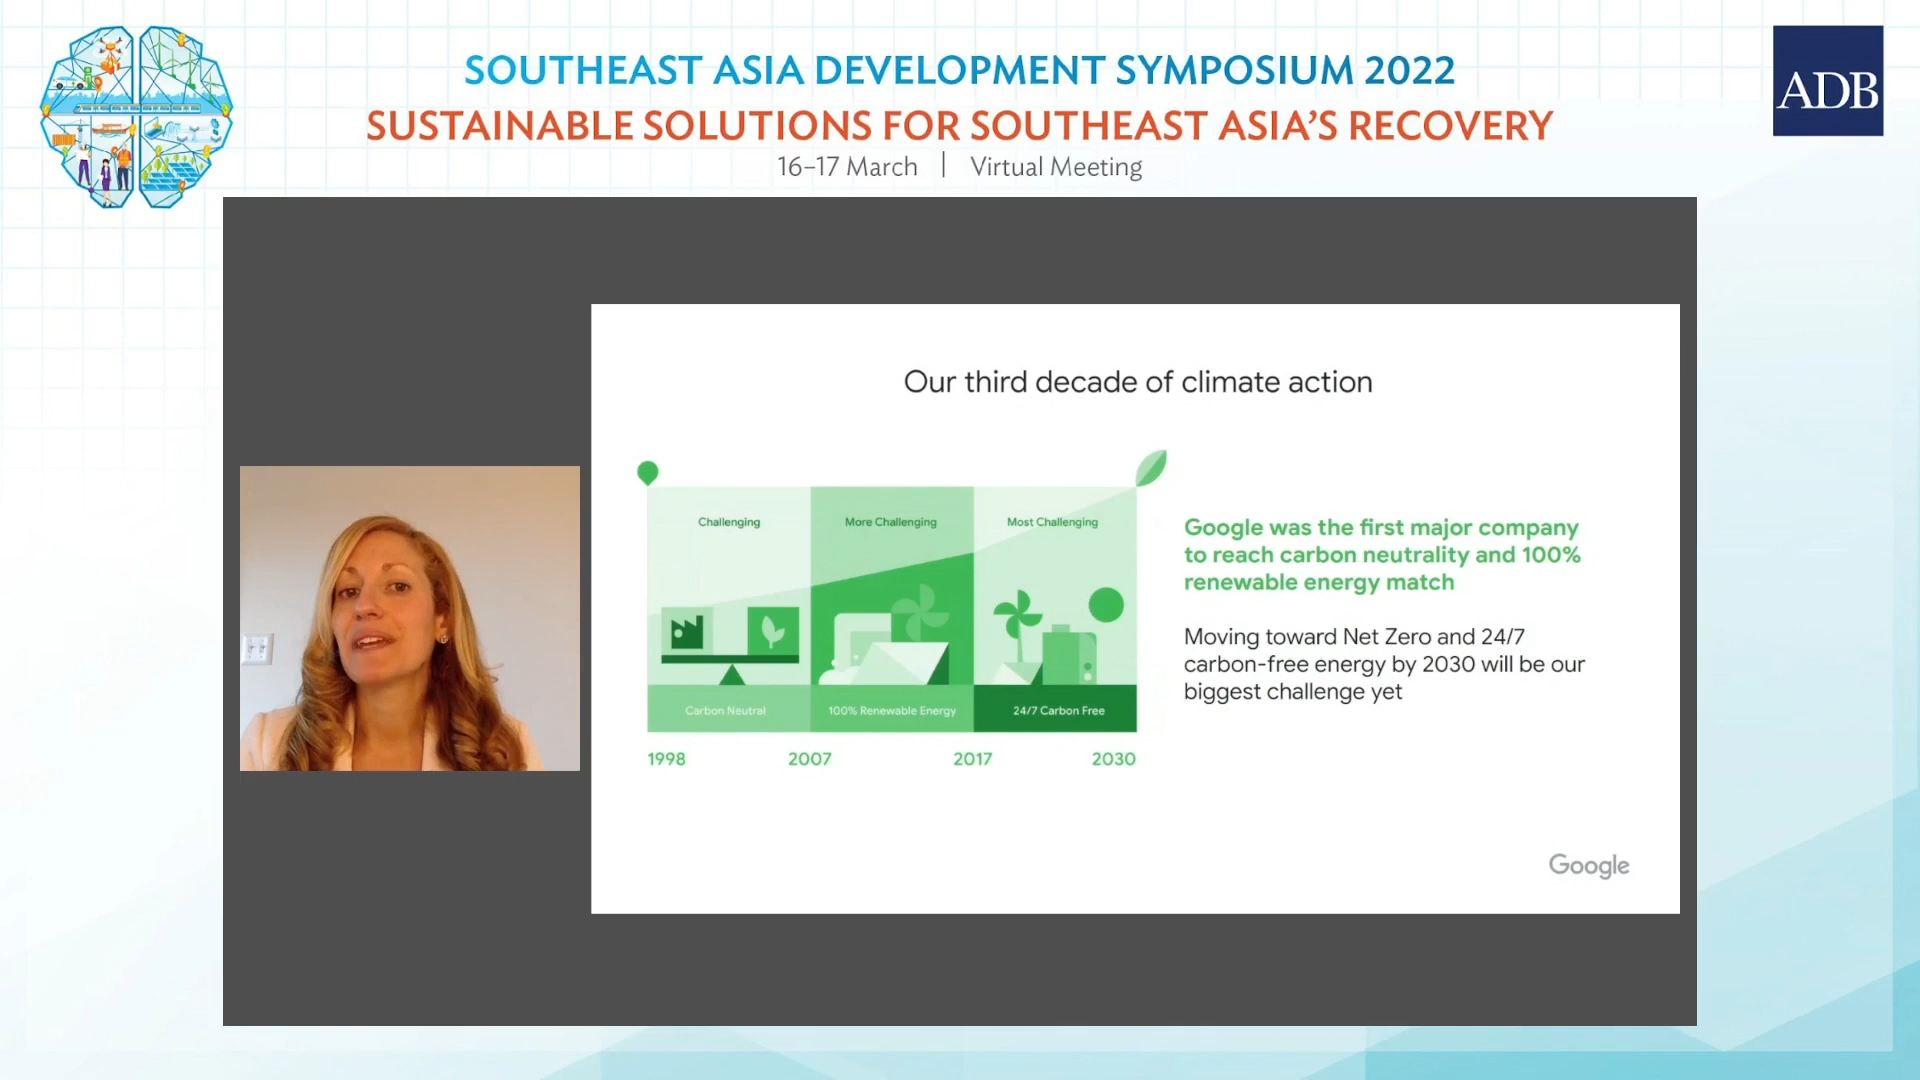 SOUTHEAST ASIA DEVELOPMENT SYMPOSIUM 2022
SUSTAINABLE SOLUTIONS FOR SOUTHEAST ASIA'S RECOVERY
16–17 March | Virtual Meeting
ADB
Our third decade of climate action
Challenging
More Challenging
Most Challenging
Carbon Neutral
100% Renewable Energy
24/7 Carbon Free
1998
2007
2017
2030
Google was the first major company
to reach carbon neutrality and 100%
renewable energy match
Moving toward Net Zero and 24/7
carbon-free energy by 2030 will be our
biggest challenge yet
Google